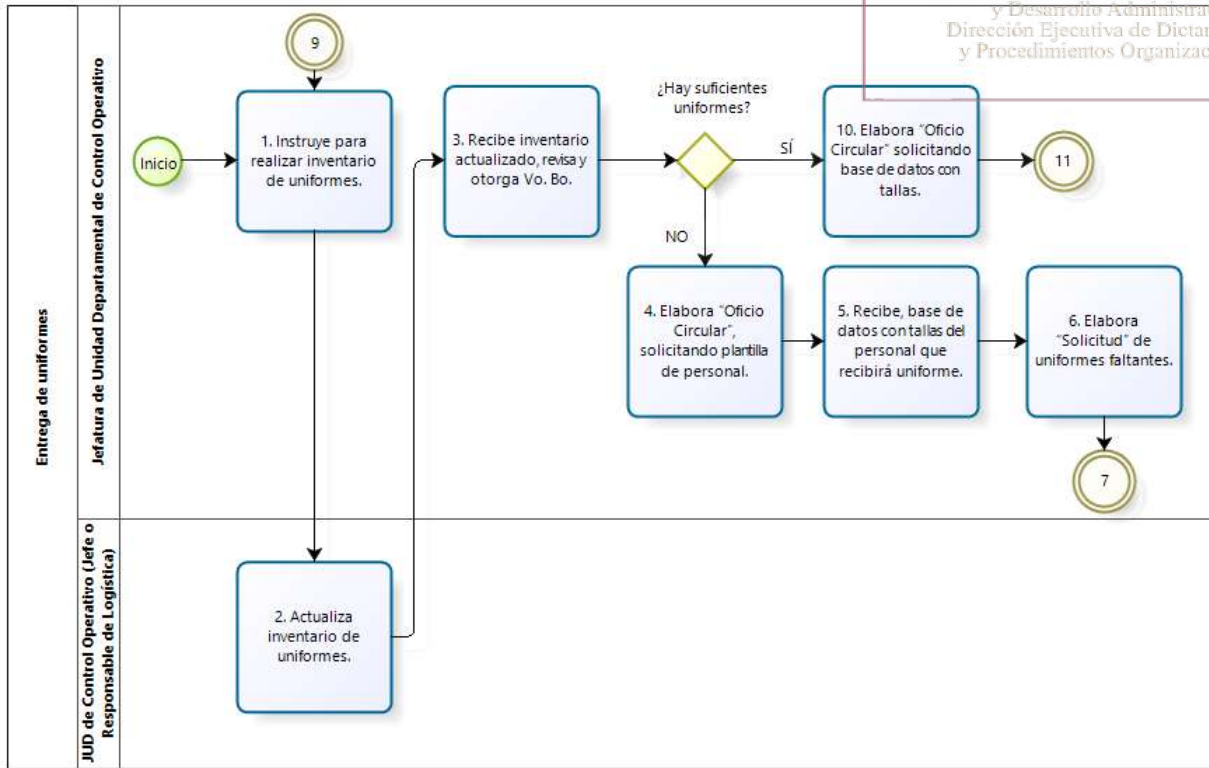 y Desarrollo Administra
Dirección Ejecutiva de Dictam
y Procedimientos Organizac
Entrega de uniformes
Jefatura de Unidad Departamental de Control Operativo
9
Inicio
1. Instruye para
realizar inventario
de uniformes.
3. Recibe inventario
actualizado, revisa y
otorga Vo. Bo.
¿Hay suficientes
uniformes?
SÍ
10. Elabora "Oficio
Circular" solicitando
base de datos con
tallas.
11
NO
4. Elabora "Oficio
Circular",
solicitando plantilla
de personal.
5. Recibe, base de
datos con tallas del
personal que
recibirá uniforme.
6. Elabora
"Solicitud" de
uniformes faltantes.
7
JUD de Control Operativo (Jefe o
Responsable de Logística)
2. Actualiza
inventario de
uniformes.